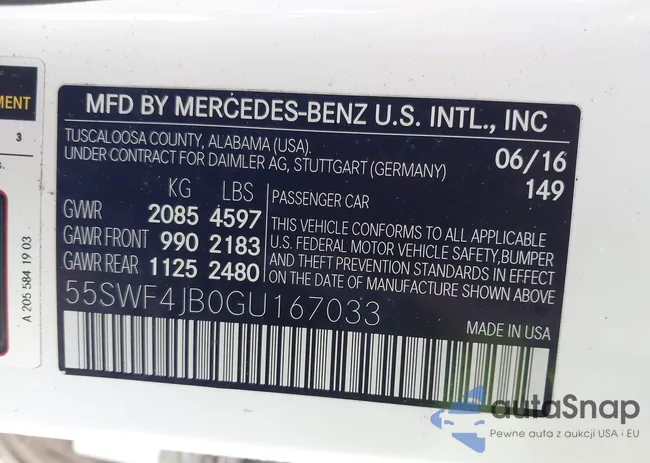 MENT
3
s.
A 205 584 19 03
MFD BY MERCEDES-BENZ U.S. INTL., INC
TUSCALOOSA COUNTY, ALABAMA (USA).
UNDER CONTRACT FOR DAIMLER AG, STUTTGART (GERMANY)
06/16
149
KG LBS
GVWR 2085 4597
GAWR FRONT 990 2183
GAWR REAR 1125 2480
PASSENGER CAR
THIS VEHICLE CONFORMS TO ALL APPLICABLE
U.S. FEDERAL MOTOR VEHICLE SAFETY,BUMPER
AND THEFT PREVENTION STANDARDS IN EFFECT
ON THE DATE OF MANUFACTURE SHOWN ABOVE
55SWF4JB0GU167033
MADE IN USA
autaSnap
Pewne auta z aukcji USA i EU